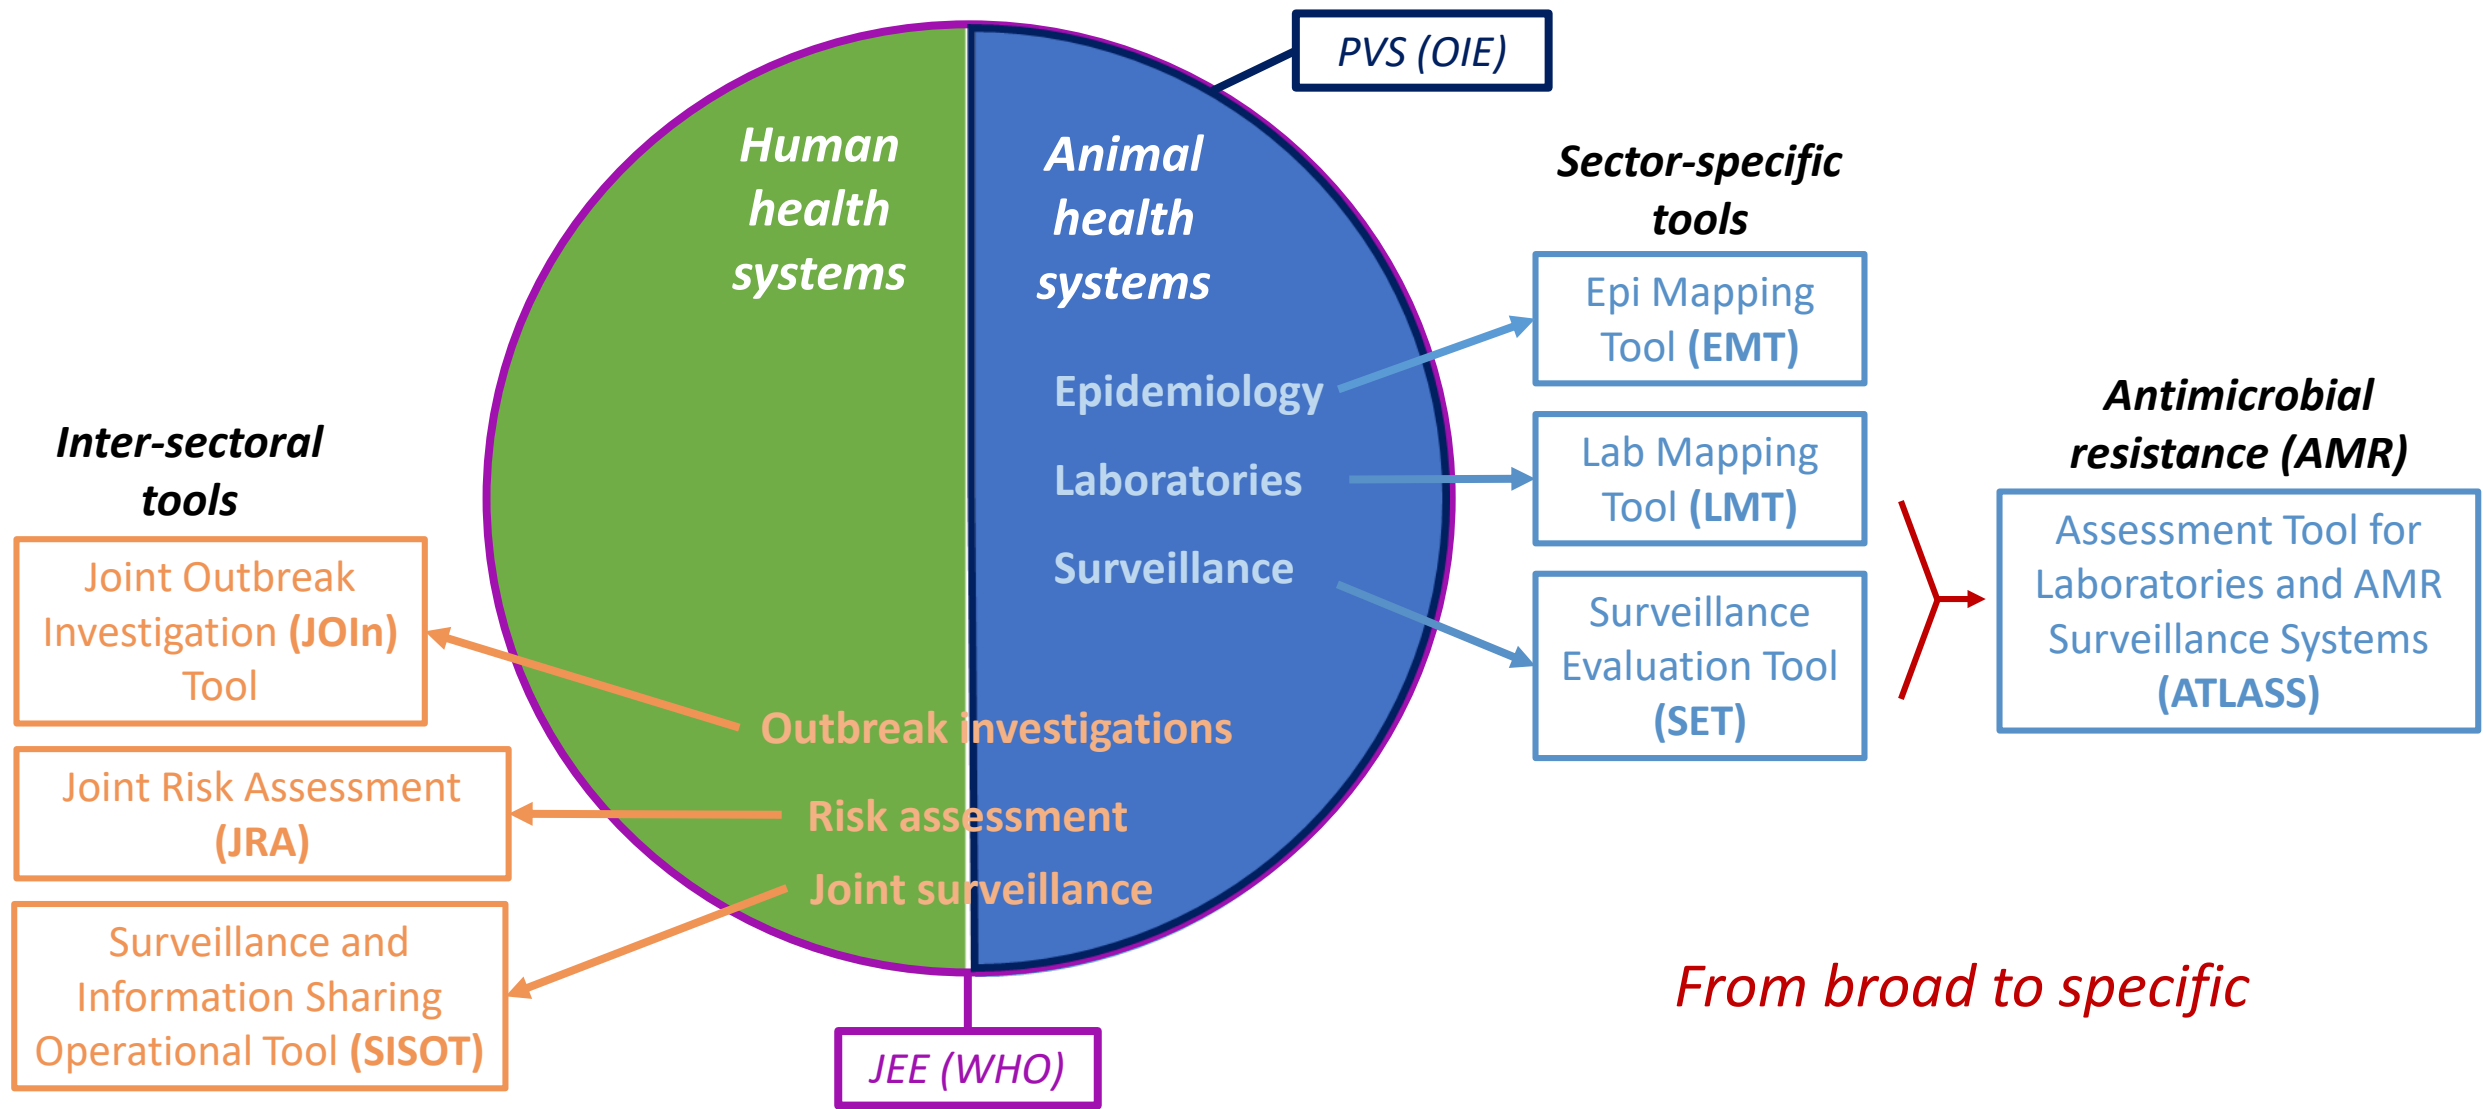 PVS (OIE)
Human
health
systems
Animal
health
systems
Epidemiology
Laboratories
Surveillance
Outbreak investigations
Risk assessment
Joint surveillance
JEE (WHO)
Inter-sectoral
tools
Joint Outbreak
Investigation (JOIn)
Tool
Joint Risk Assessment
(JRA)
Surveillance and
Information Sharing
Operational Tool (SISOT)
Sector-specific
tools
Epi Mapping
Tool (EMT)
Lab Mapping
Tool (LMT)
Surveillance
Evaluation Tool
(SET)
Antimicrobial
resistance (AMR)
Assessment Tool for
Laboratories and AMR
Surveillance Systems
(ATLASS)
From broad to specific